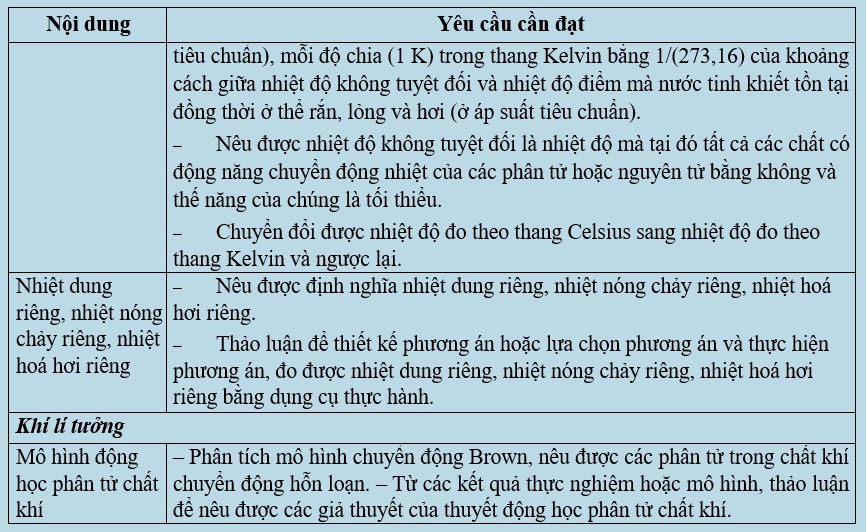 Nội dung
Yêu cầu cần đạt
tiêu chuẩn), mỗi độ chia (1 K) trong thang Kelvin bằng 1/(273,16) của khoảng
cách giữa nhiệt độ không tuyệt đối và nhiệt độ điểm mà nước tinh khiết tồn tại
đồng thời ở thể rắn, lỏng và hơi (ở áp suất tiêu chuẩn).
– Nêu được nhiệt độ không tuyệt đối là nhiệt độ mà tại đó tất cả các chất có
động năng chuyển động nhiệt của các phân tử hoặc nguyên tử bằng không và
thế năng của chúng là tối thiểu.
– Chuyển đổi được nhiệt độ đo theo thang Celsius sang nhiệt độ đo theo
thang Kelvin và ngược lại.
Nhiệt dung
riêng, nhiệt nóng
chảy riêng, nhiệt
hoá hơi riêng
– Nêu được định nghĩa nhiệt dung riêng, nhiệt nóng chảy riêng, nhiệt hoá
hơi riêng.
– Thảo luận để thiết kế phương án hoặc lựa chọn phương án và thực hiện
phương án, đo được nhiệt dung riêng, nhiệt nóng chảy riêng, nhiệt hoá hơi
riêng bằng dụng cụ thực hành.
Khí lí tưởng
Mô hình động
học phân tử chất
khí
– Phân tích mô hình chuyển động Brown, nêu được các phân tử trong chất khí
chuyển động hỗn loạn. – Từ các kết quả thực nghiệm hoặc mô hình, thảo luận
để nêu được các giả thuyết của thuyết động học phân tử chất khí.